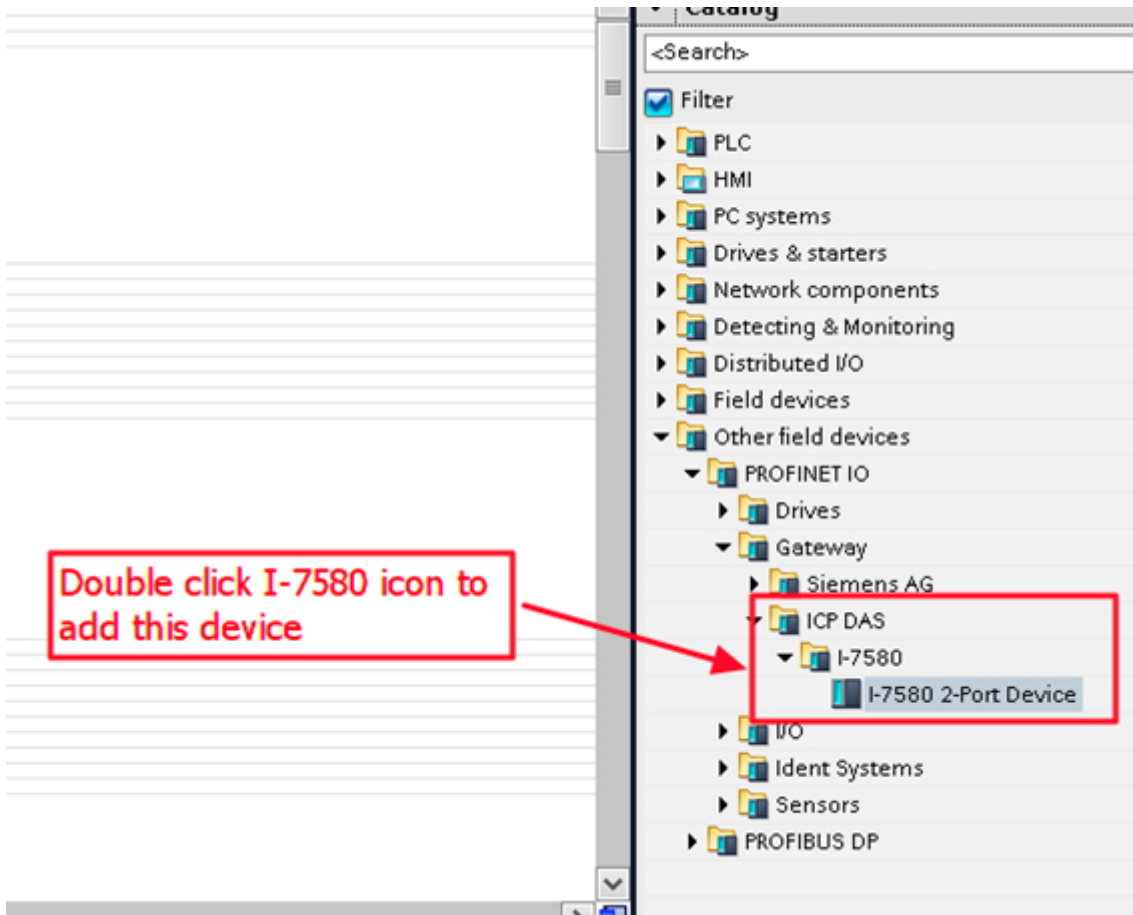 Catalog
<Search>
Filter
PLC
HMI
PC systems
Drives & starters
Network components
Detecting & Monitoring
Distributed I/O
Field devices
Other field devices
PROFINET IO
Drives
Gateway
Siemens AG
ICP DAS
I-7580
I-7580 2-Port Device
I/O
Ident Systems
Sensors
PROFIBUS DP
Double click I-7580 icon to
add this device